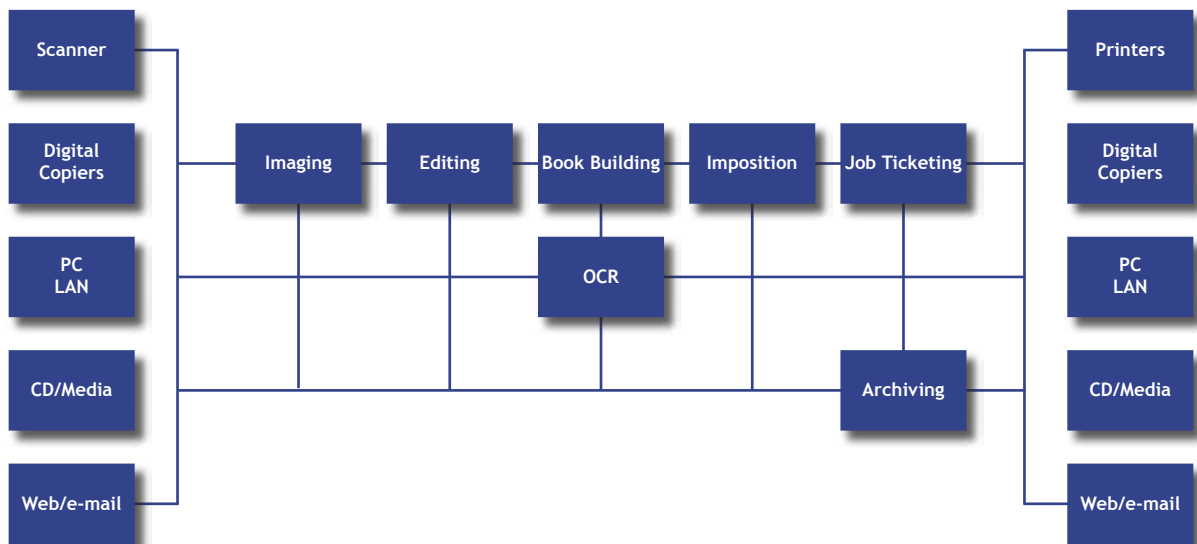 Scanner
Printers
Digital
Copiers
Imaging
Editing
Book Building
Imposition
Job Ticketing
Digital
Copiers
PC
LAN
OCR
PC
LAN
CD/Media
Archiving
CD/Media
Web/e-mail
Web/e-mail